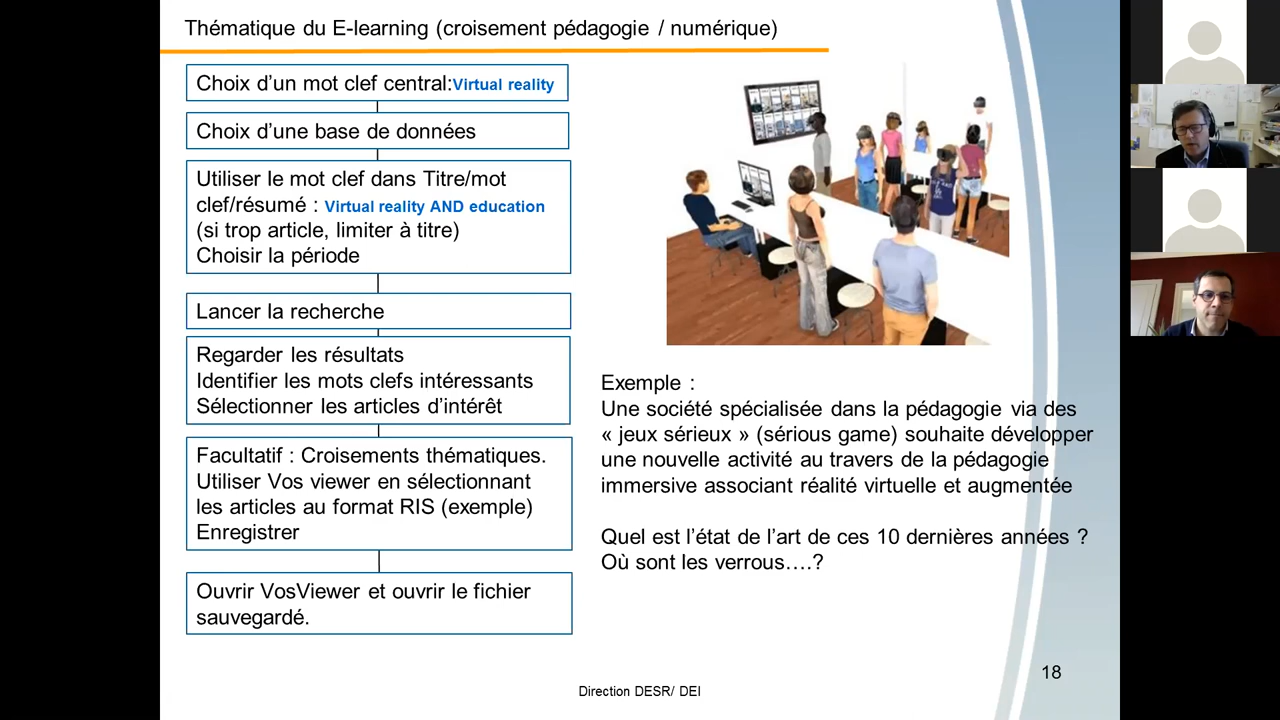 Thématique du E-learning (croisement pédagogie / numérique)
Choix d'un mot clef central:Virtual reality
Choix d'une base de données
Utiliser le mot clef dans Titre/mot
clef/résumé : Virtual reality AND education
(si trop article, limiter à titre)
Choisir la période
Lancer la recherche
Regarder les résultats
Identifier les mots clefs intéressants
Sélectionner les articles d'intérêt
Facultatif : Croisements thématiques.
Utiliser Vos viewer en sélectionnant
les articles au format RIS (exemple)
Enregistrer
Ouvrir VosViewer et ouvrir le fichier
sauvegardé.
Exemple :
Une société spécialisée dans la pédagogie via des
« jeux sérieux » (sérious game) souhaite développer
une nouvelle activité au travers de la pédagogie
immersive associant réalité virtuelle et augmentée
Quel est l'état de l'art de ces 10 dernières années ?
Où sont les verrous….?
18
Direction DESR/ DEI